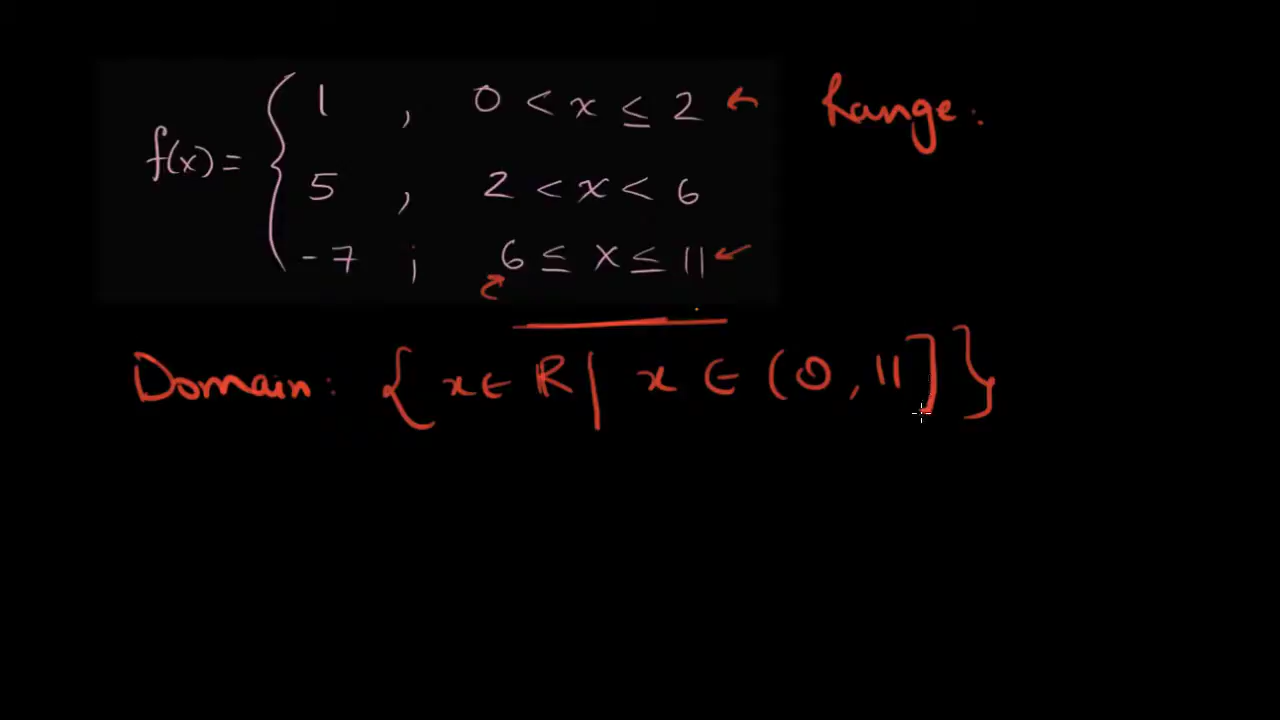 f(x) = { 1 , 0 < x ≤ 2 ←
5 , 2 < x < 6
-7 ; 6 ≤ x ≤ 11 ←
Range:
Domain: { x ∈ R | x ∈ (0, 11] }